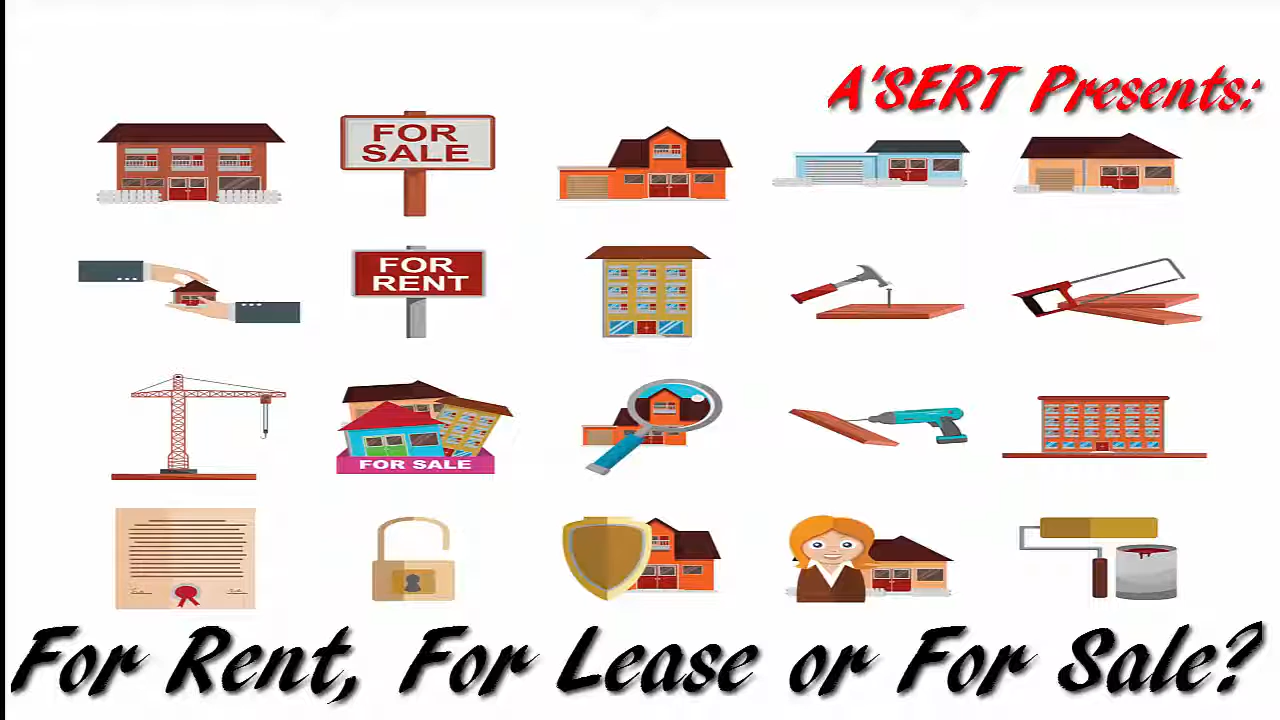 A'SERT Presents:
FOR
SALE
FOR
RENT
FOR SALE
For Rent, For Lease or For Sale?